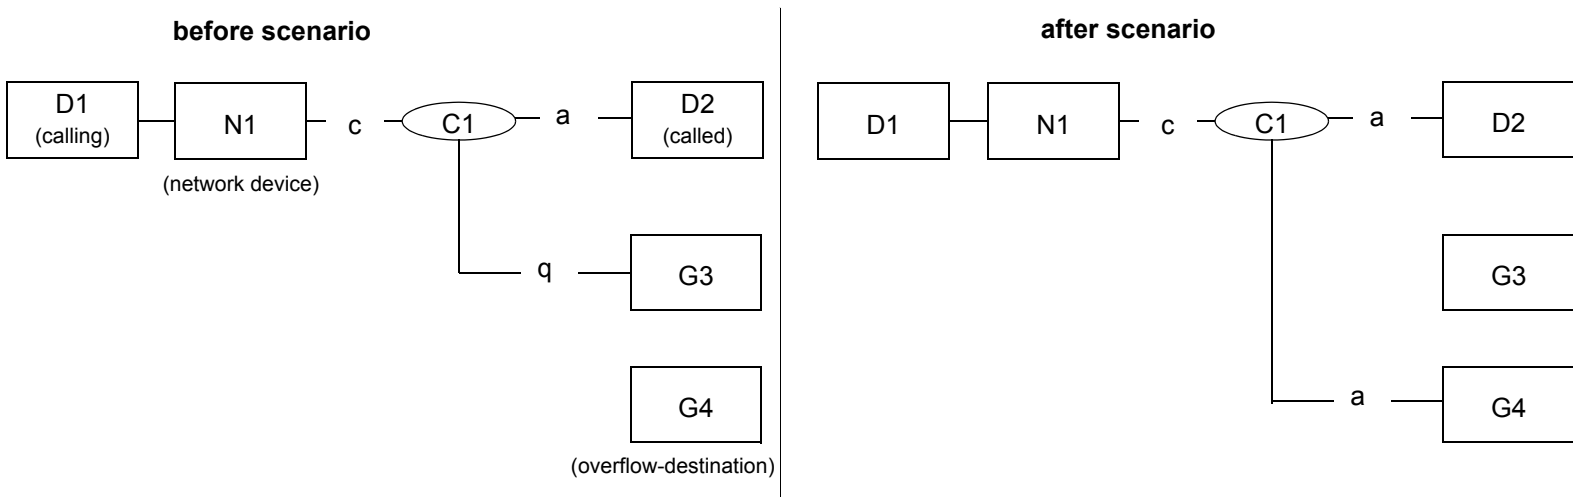 before scenario
D1
(calling)
N1
(network device)
c
C1
a
D2
(called)
q
G3
G4
(overflow-destination)
after scenario
D1
N1
c
C1
a
D2
G3
a
G4